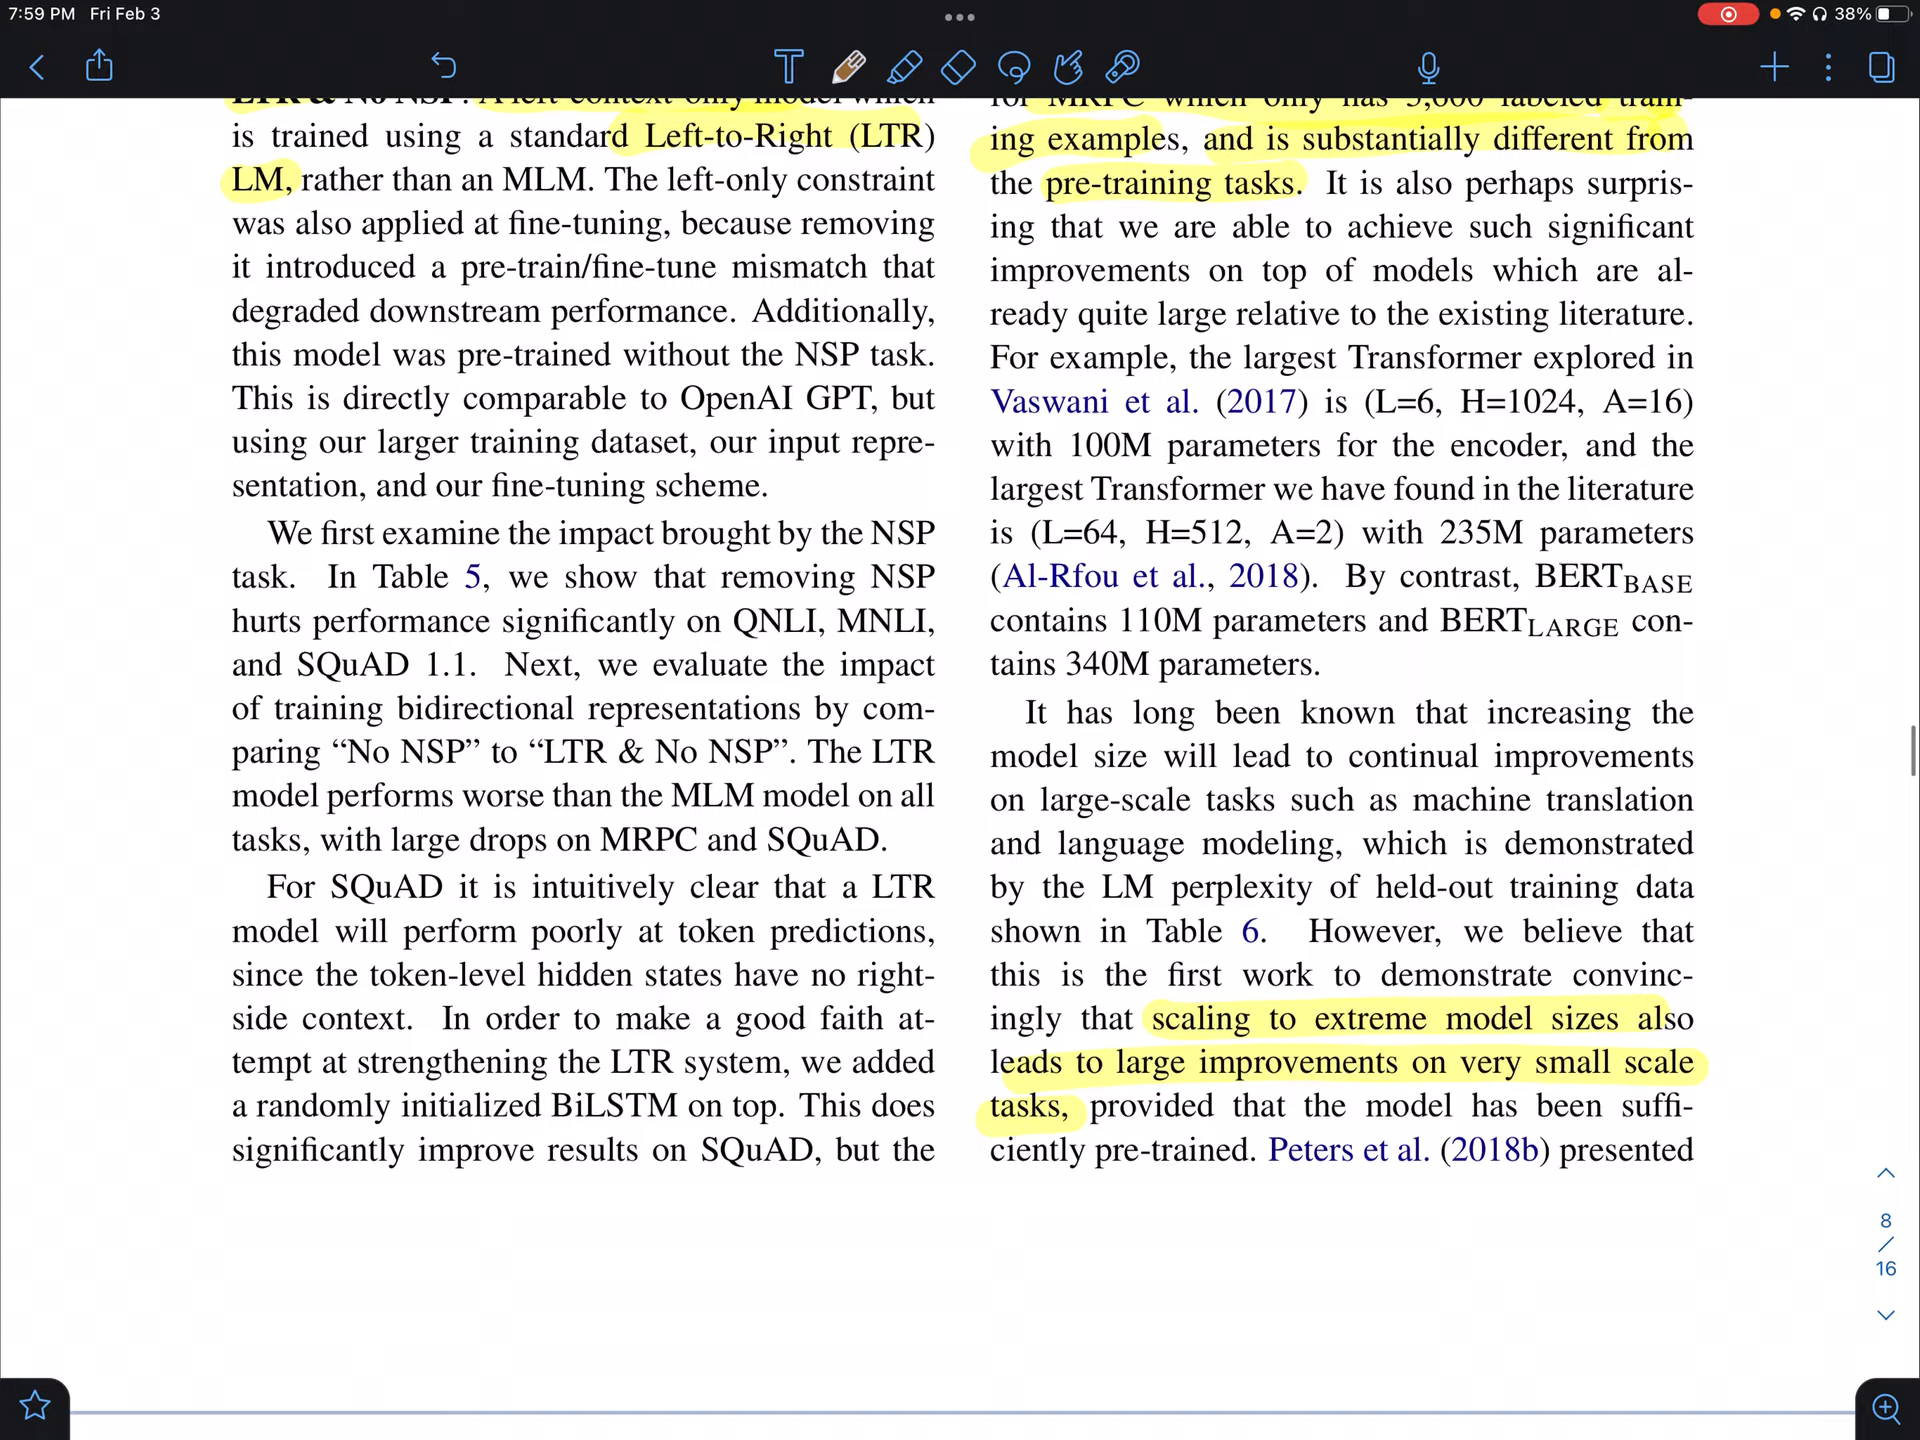 7:59 PM Fri Feb 3
38%
LTR & No NSP: A left-context-only model which
is trained using a standard Left-to-Right (LTR)
LM, rather than an MLM. The left-only constraint
was also applied at fine-tuning, because removing
it introduced a pre-train/fine-tune mismatch that
degraded downstream performance. Additionally,
this model was pre-trained without the NSP task.
This is directly comparable to OpenAI GPT, but
using our larger training dataset, our input repre-
sentation, and our fine-tuning scheme.
We first examine the impact brought by the NSP
task. In Table 5, we show that removing NSP
hurts performance significantly on QNLI, MNLI,
and SQuAD 1.1. Next, we evaluate the impact
of training bidirectional representations by com-
paring “No NSP” to “LTR & No NSP”. The LTR
model performs worse than the MLM model on all
tasks, with large drops on MRPC and SQuAD.
For SQuAD it is intuitively clear that a LTR
model will perform poorly at token predictions,
since the token-level hidden states have no right-
side context. In order to make a good faith at-
tempt at strengthening the LTR system, we added
a randomly initialized BiLSTM on top. This does
significantly improve results on SQuAD, but the
for MRPC which only has 3,600 labeled train-
ing examples, and is substantially different from
the pre-training tasks. It is also perhaps surpris-
ing that we are able to achieve such significant
improvements on top of models which are al-
ready quite large relative to the existing literature.
For example, the largest Transformer explored in
Vaswani et al. (2017) is (L=6, H=1024, A=16)
with 100M parameters for the encoder, and the
largest Transformer we have found in the literature
is (L=64, H=512, A=2) with 235M parameters
(Al-Rfou et al., 2018). By contrast, BERTBASE
contains 110M parameters and BERTLARGE con-
tains 340M parameters.
It has long been known that increasing the
model size will lead to continual improvements
on large-scale tasks such as machine translation
and language modeling, which is demonstrated
by the LM perplexity of held-out training data
shown in Table 6. However, we believe that
this is the first work to demonstrate convinc-
ingly that scaling to extreme model sizes also
leads to large improvements on very small scale
tasks, provided that the model has been suffi-
ciently pre-trained. Peters et al. (2018b) presented
8
/
16